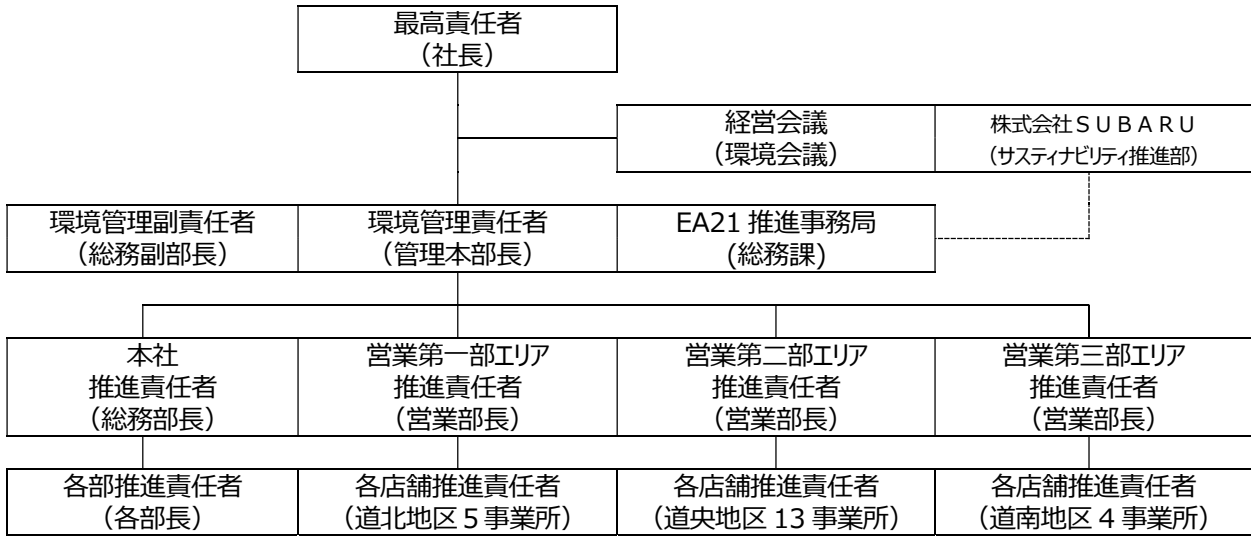 最高責任者
（社長）
経営会議
（環境会議）
株式会社ＳＵＢＡＲＵ
（サスティナビリティ推進部）
環境管理副責任者
（総務副部長）
環境管理責任者
（管理本部長）
EA21 推進事務局
(総務課)
本社
推進責任者
（総務部長）
営業第一部エリア
推進責任者
（営業部長）
営業第二部エリア
推進責任者
（営業部長）
営業第三部エリア
推進責任者
（営業部長）
各部推進責任者
（各部長）
各店舗推進責任者
（道北地区 5 事業所）
各店舗推進責任者
（道央地区 13 事業所）
各店舗推進責任者
（道南地区 4 事業所）